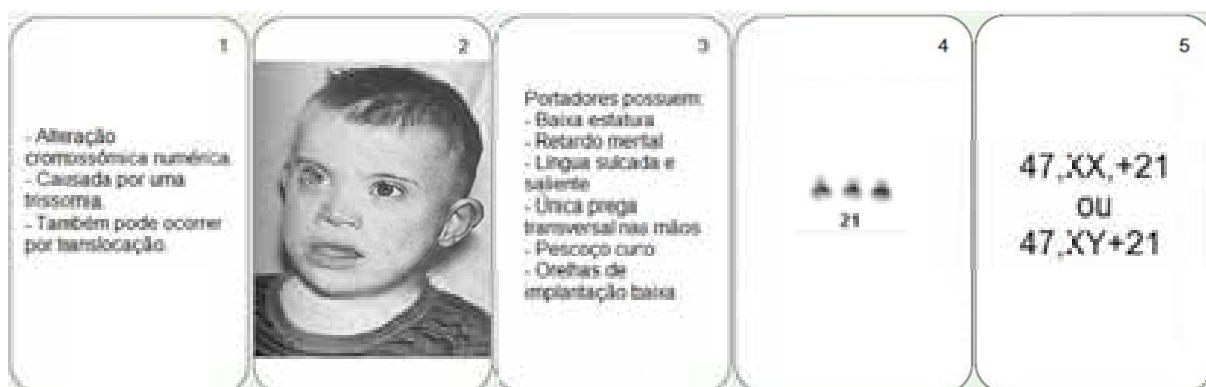 1
- Alteração
cromossômica numérica.
- Causada por uma
trissomia.
- Também pode ocorrer
por translocação.
2
3
Portadores possuem:
- Baixa estatura
- Retardo mental
- Língua sulcada e
saliente
- Única prega
transversal nas mãos
- Pescoço curto
- Orelhas de
implantação baixa
4
21
5
47,XX,+21
ou
47,XY+21